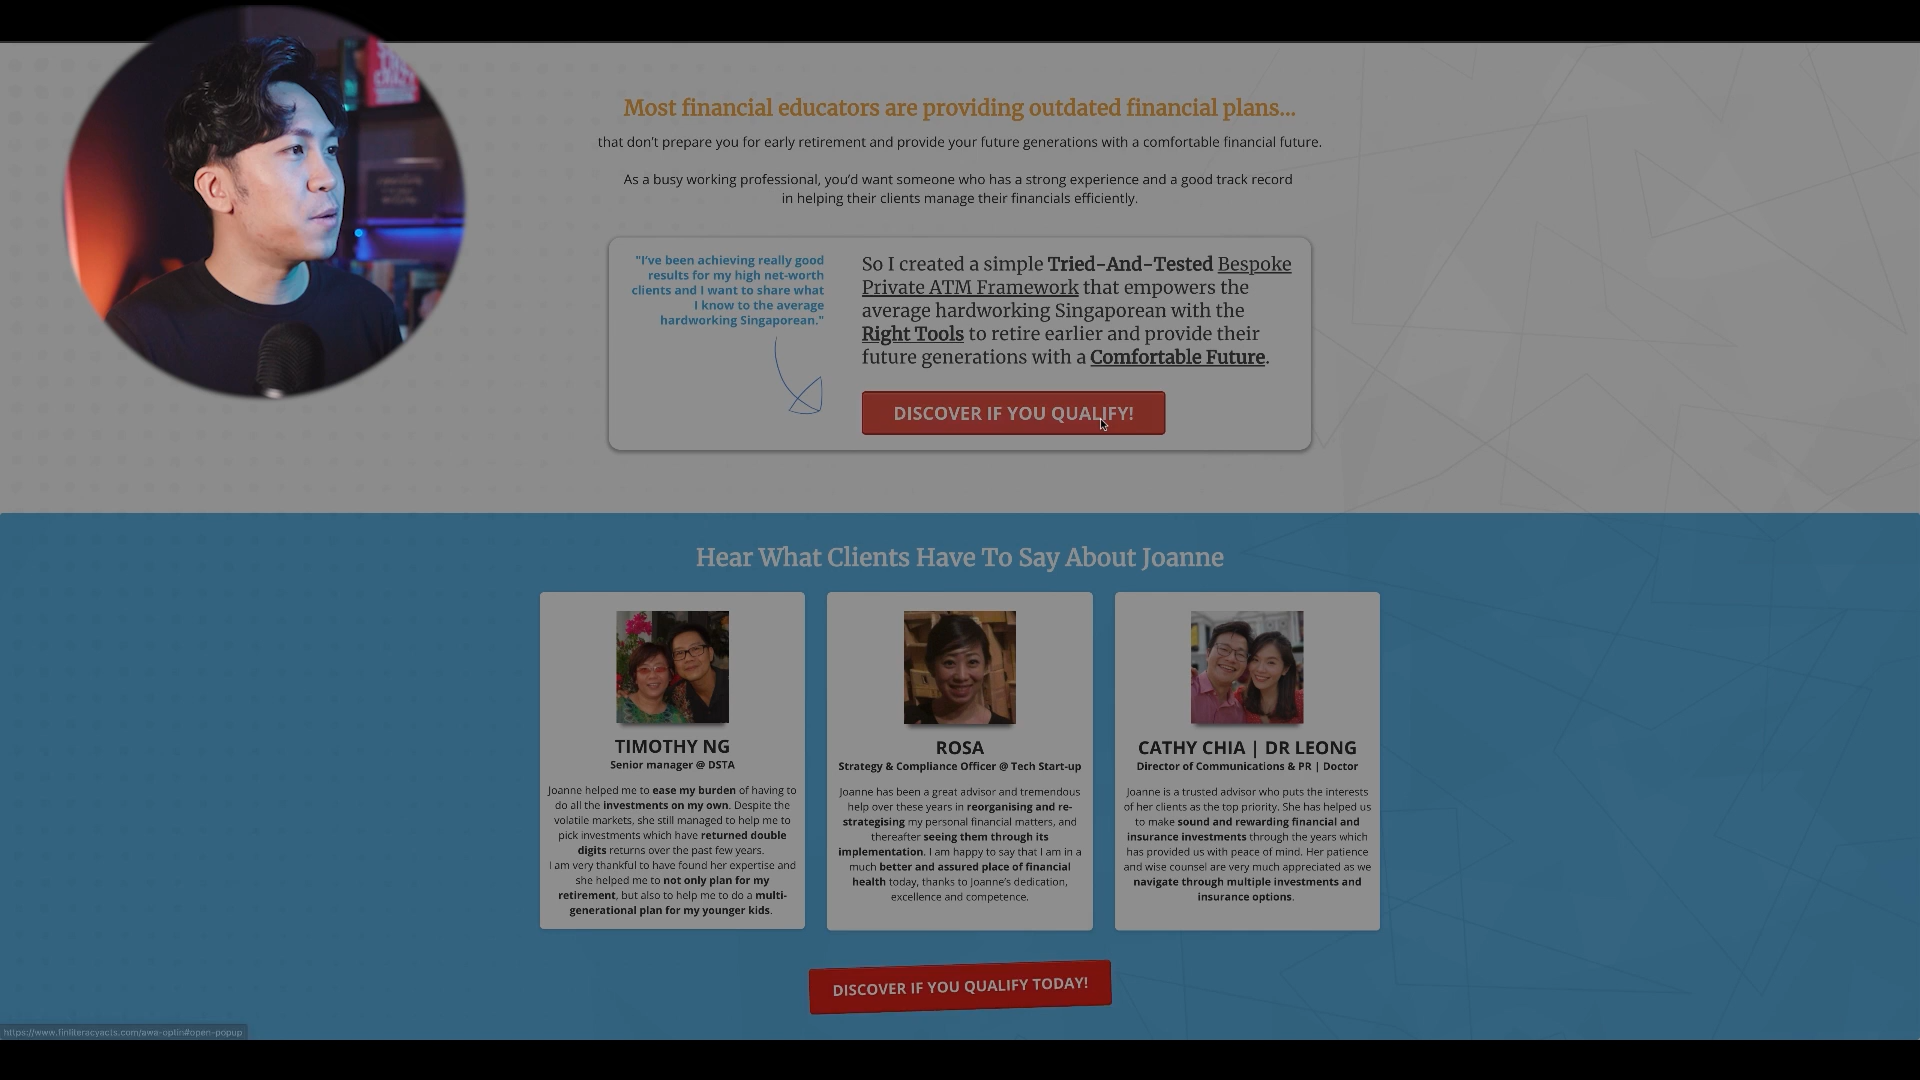 Most financial educators are providing outdated financial plans...
that don't prepare you for early retirement and provide your future generations with a comfortable financial future.
As a busy working professional, you'd want someone who has a strong experience and a good track record
in helping their clients manage their financials efficiently.
"I've been achieving really good
results for my high net-worth
clients and I want to share what
I know to the average
hardworking Singaporean."
So I created a simple Tried-And-Tested Bespoke
Private ATM Framework that empowers the
average hardworking Singaporean with the
Right Tools to retire earlier and provide their
future generations with a Comfortable Future.
DISCOVER IF YOU QUALIFY!
Hear What Clients Have To Say About Joanne
TIMOTHY NG
Senior manager @ DSTA
Joanne helped me to ease my burden of having to
do all the investments on my own. Despite the
volatile markets, she still managed to help me to
pick investments which have returned double
digits returns over the past few years.
I am very thankful to have found her expertise and
she helped me to not only plan for my
retirement, but also to help me to do a multi-
generational plan for my younger kids.
ROSA
Strategy & Compliance Officer @ Tech Start-up
Joanne has been a great advisor and tremendous
help over these years in reorganising and re-
strategising my personal financial matters, and
thereafter seeing them through its
implementation. I am happy to say that I am in a
much better and assured place of financial
health today, thanks to Joanne's dedication,
excellence and competence.
CATHY CHIA | DR LEONG
Director of Communications & PR | Doctor
Joanne is a trusted advisor who puts the interests
of her clients as the top priority. She has helped us
to make sound and rewarding financial and
insurance investments through the years which
has provided us with peace of mind. Her patience
and wise counsel are very much appreciated as we
navigate through multiple investments and
insurance options.
DISCOVER IF YOU QUALIFY TODAY!
https://www.finliteracyacts.com/awa-optin#open-popup